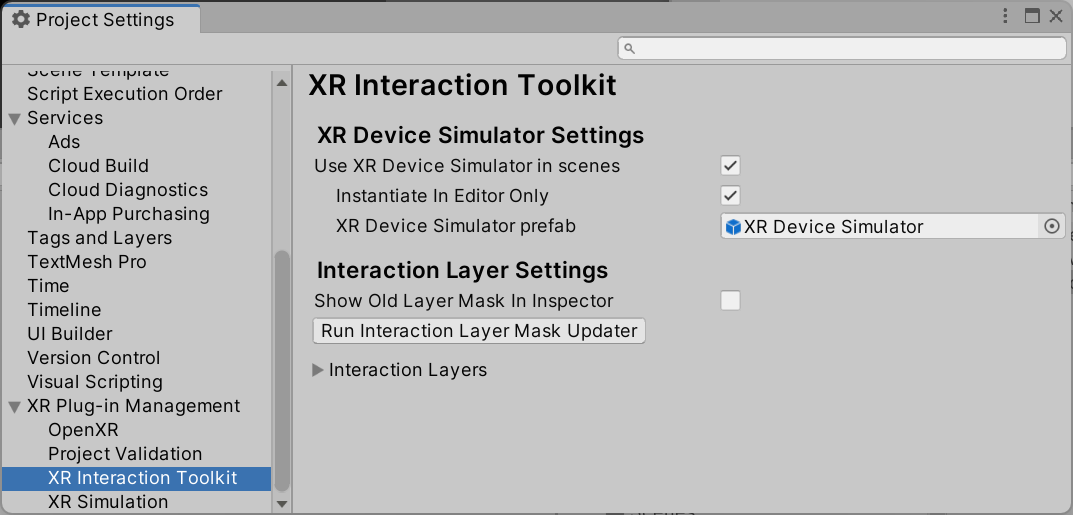 Project Settings
Scene Template
Script Execution Order
Services
Ads
Cloud Build
Cloud Diagnostics
In-App Purchasing
Tags and Layers
TextMesh Pro
Time
Timeline
UI Builder
Version Control
Visual Scripting
XR Plug-in Management
OpenXR
Project Validation
XR Interaction Toolkit
XR Simulation
XR Interaction Toolkit
XR Device Simulator Settings
Use XR Device Simulator in scenes
Instantiate In Editor Only
XR Device Simulator prefab
XR Device Simulator
Interaction Layer Settings
Show Old Layer Mask In Inspector
Run Interaction Layer Mask Updater
Interaction Layers